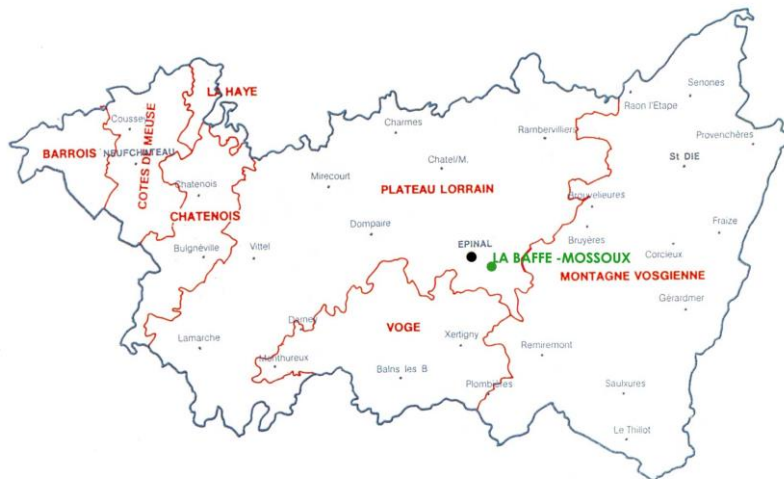 LA HAYE
Senones
Raon l'Etape
Coussey
Charmes
Rambervillers
Provenchères
BARROIS
COTES DE MEUSE
NEUFCHATEAU
Chatel/M.
St DIE
Mirecourt
PLATEAU LORRAIN
Chatenois
CHATENOIS
Brouvelieures
Dompaire
Fraize
Bulgnéville
Vittel
EPINAL
Bruyères
Corcieux
LA BAFFE -MOSSOUX
MONTAGNE VOSGIENNE
Gérardmer
Darney
VOGE
Lamarche
Xertigny
Remiremont
Monthureux
Bains les B
Plombières
Saulxures
Le Thillot